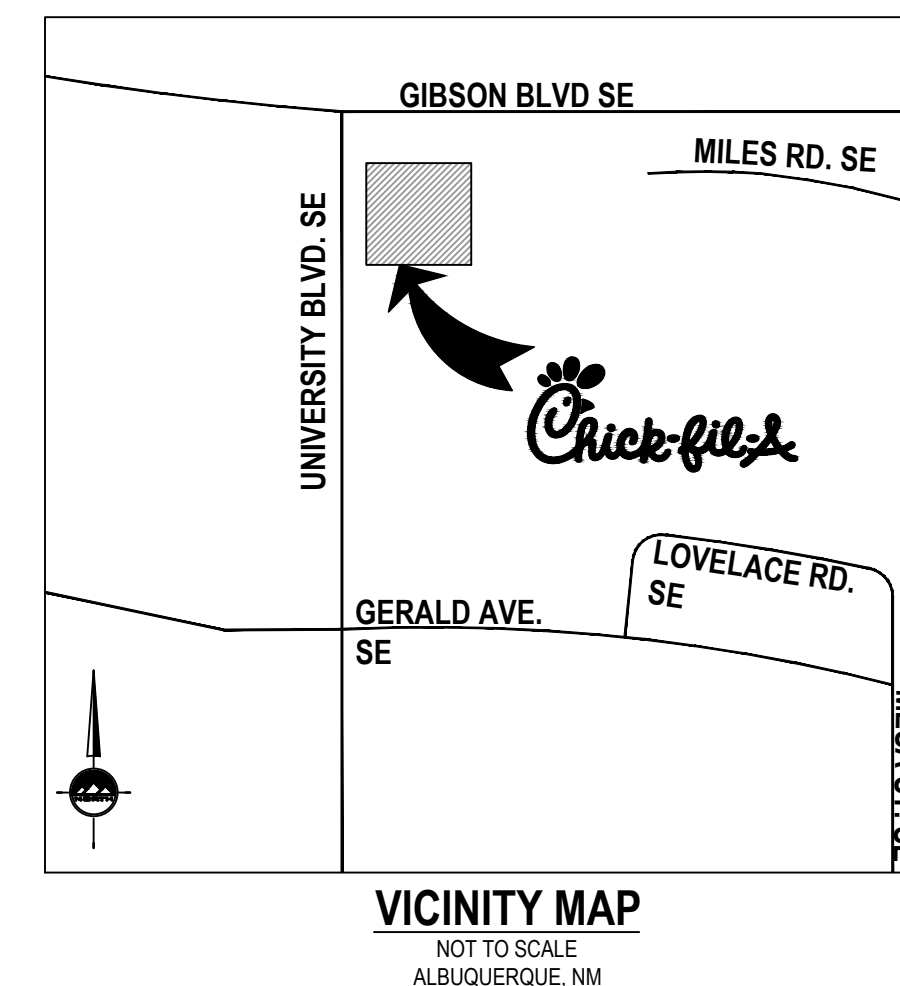 GIBSON BLVD SE
MILES RD. SE
UNIVERSITY BLVD. SE
Chick-fil-A
LOVELACE RD.
SE
GERALD AVE.
SE
NORTH
VICINITY MAP
NOT TO SCALE
ALBUQUERQUE, NM